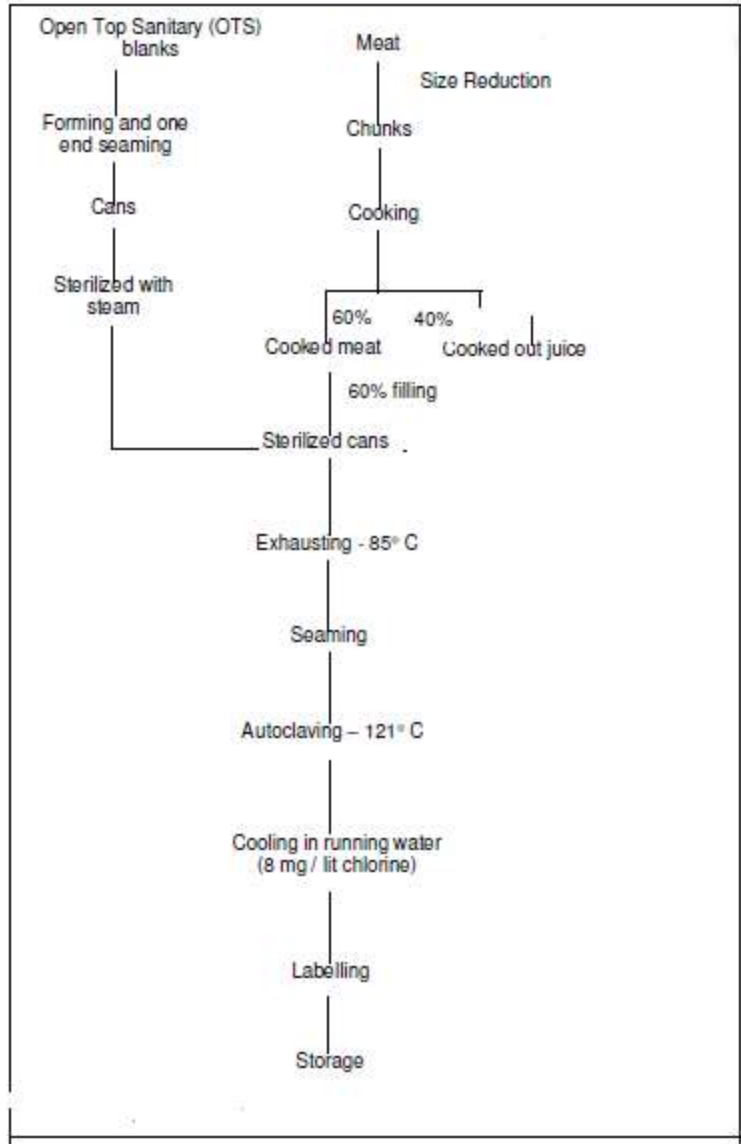 Open Top Sanitary (OTS)
blanks
Meat
Size Reduction
Forming and one
end seaming
Chunks
Cans
Cooking
Sterilized with
steam
60%
40%
Cooked meat
Cooked out juice
60% filling
Sterilized cans
Exhausting - 85° C
Seaming
Autoclaving – 121° C
Cooling in running water
(8 mg / lit chlorine)
Labelling
Storage